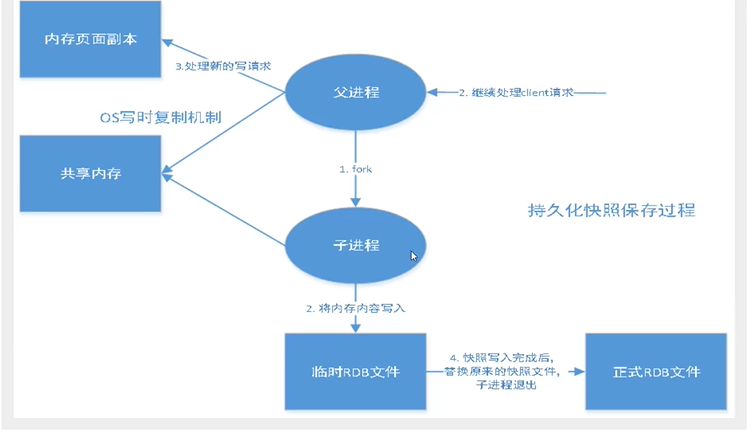 内存页面副本
3.处理新的写请求
父进程
2. 继续处理client请求
OS写时复制机制
共享内存
1. fork
持久化快照保存过程
子进程
2. 将内存内容写入
临时RDB文件
4. 快照写入完成后,
替换原来的快照文件,
子进程退出
正式RDB文件